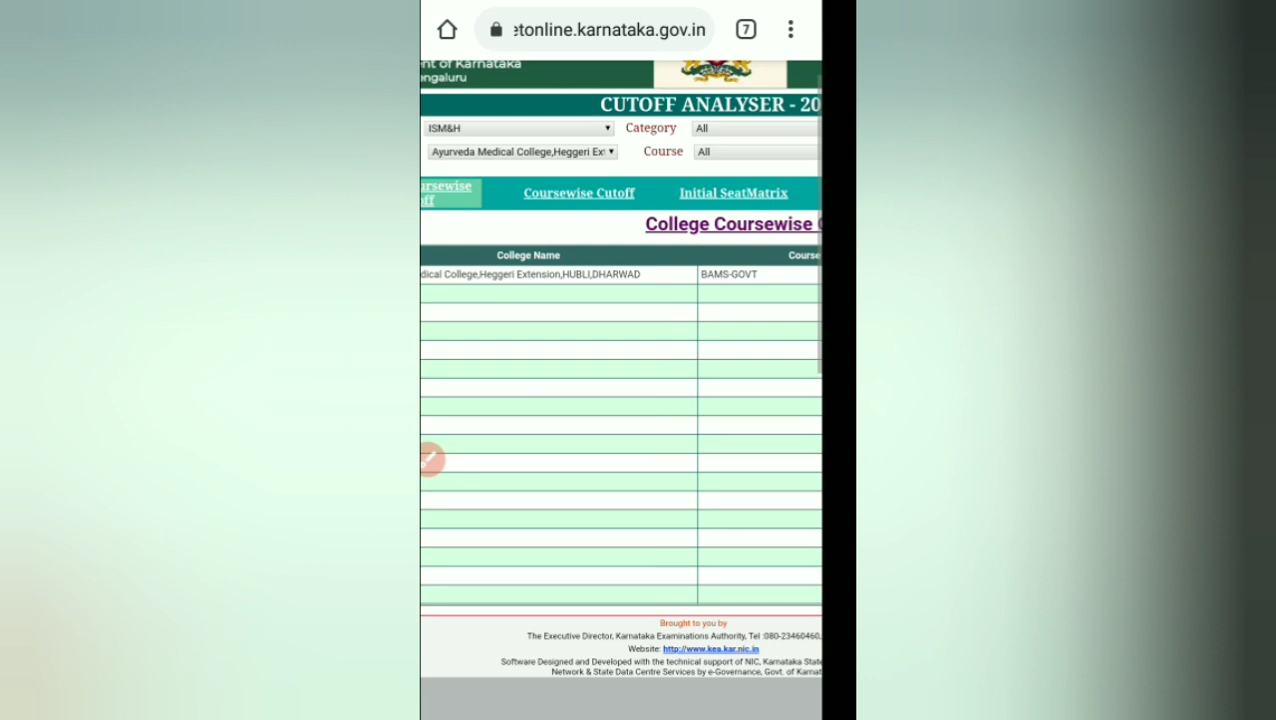 etonline.karnataka.gov.in
7
nt of Karnataka
engaluru
CUTOFF ANALYSER - 20
ISM&H
Category
All
Ayurveda Medical College,Heggeri Ex
Course
All
ursewise
off
Coursewise Cutoff
Initial SeatMatrix
College Coursewise
College Name
Course
dical College,Heggeri Extension,HUBLI,DHARWAD
BAMS-GOVT
Brought to you by
The Executive Director, Karnataka Examinations Authority, Tel :080-23460460,
Website: http://www.kea.kar.nic.in
Software Designed and Developed with the technical support of NIC, Karnataka State
Network & State Data Centre Services by e-Governance, Govt. of Karnat